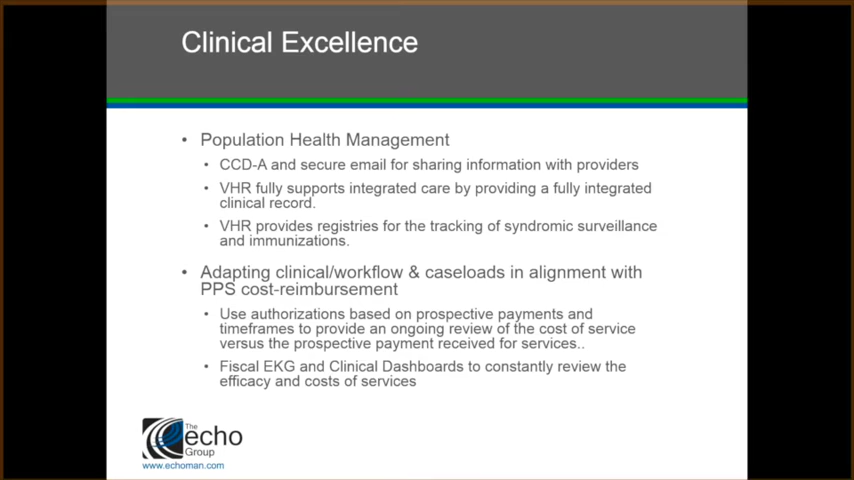 Clinical Excellence
• Population Health Management
• CCD-A and secure email for sharing information with providers
• VHR fully supports integrated care by providing a fully integrated
clinical record.
• VHR provides registries for the tracking of syndromic surveillance
and immunizations.
• Adapting clinical/workflow & caseloads in alignment with
PPS cost-reimbursement
• Use authorizations based on prospective payments and
timeframes to provide an ongoing review of the cost of service
versus the prospective payment received for services..
• Fiscal EKG and Clinical Dashboards to constantly review the
efficacy and costs of services
The
echo
Group
www.echoman.com